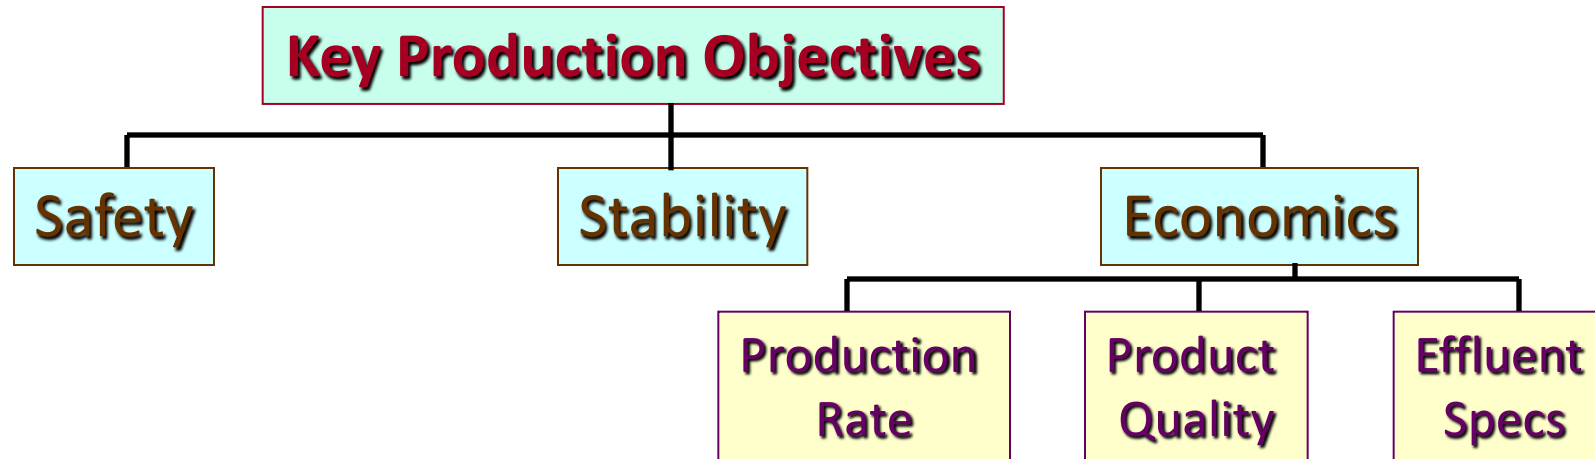 Key Production Objectives
Safety
Stability
Economics
Production
Rate
Product
Quality
Effluent
Specs